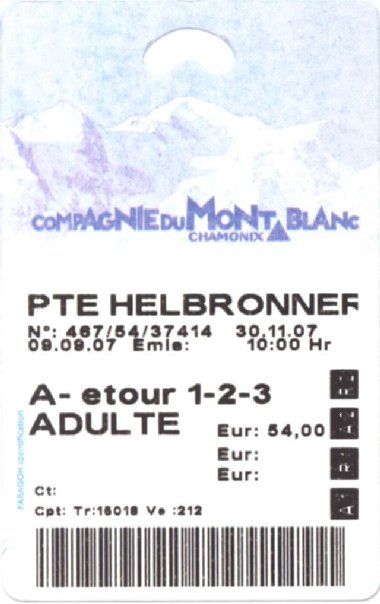 COMPAGNIE DU MONT BLANC
CHAMONIX
PTE HELBRONNER
N°: 467/54/37414 30.11.07
09.09.07 Emis: 10:00 Hr
A- etour 1-2-3
ADULTE Eur: 54,00
Eur:
Eur:
Ct:
Cpt: Tr:16018 Ve :212
PARAGON identification